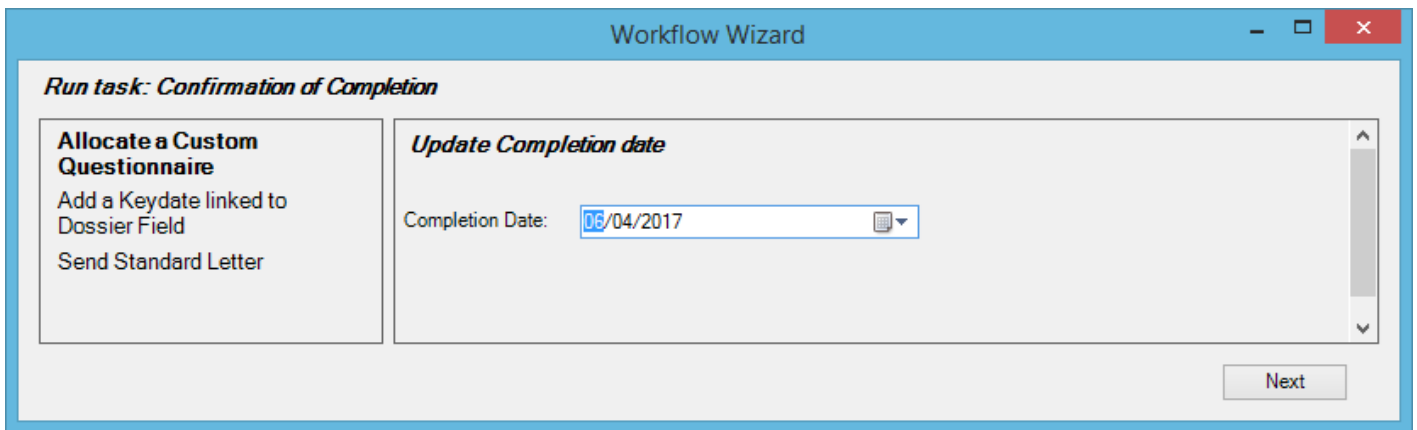 Workflow Wizard
Run task: Confirmation of Completion
Allocate a Custom
Questionnaire
Add a Keydate linked to
Dossier Field
Send Standard Letter
Update Completion date
Completion Date: 06/04/2017
Next